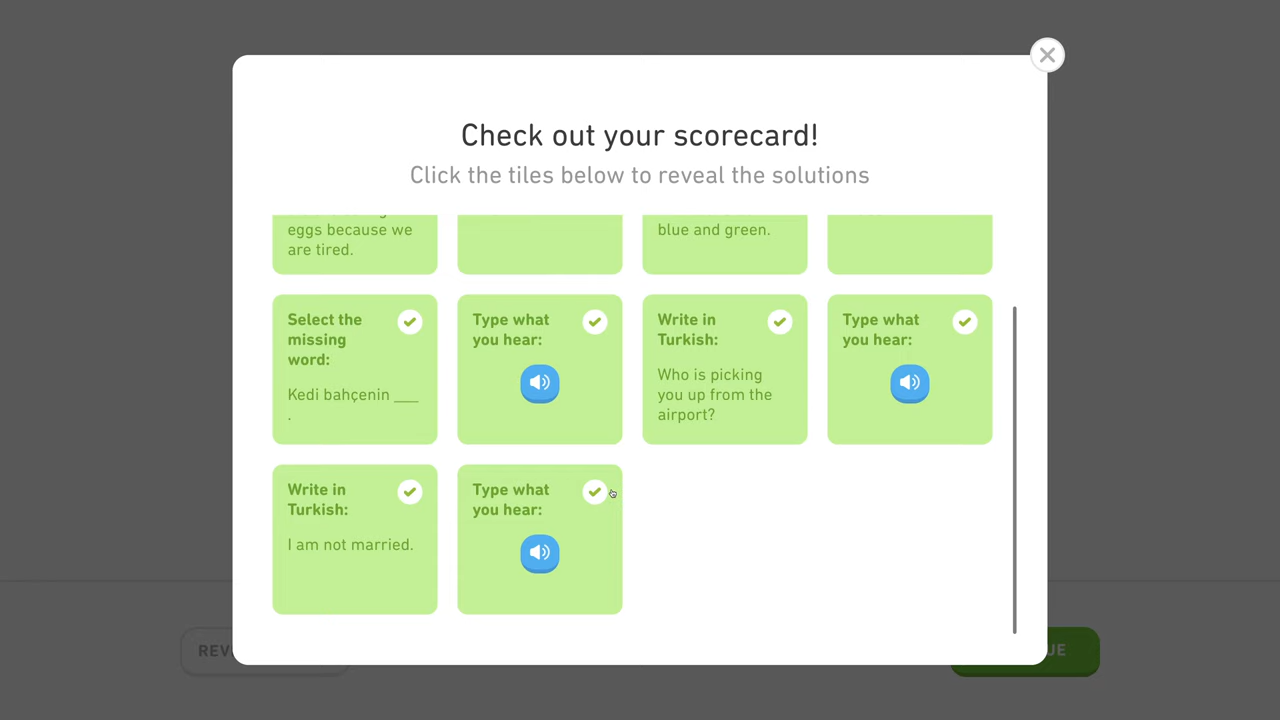 Check out your scorecard!
Click the tiles below to reveal the solutions
eggs because we
are tired.
blue and green.
Select the
missing
word:
Kedi bahçenin ___
.
Type what
you hear:
Write in
Turkish:
Who is picking
you up from the
airport?
Type what
you hear:
Write in
Turkish:
I am not married.
Type what
you hear:
REV
UE